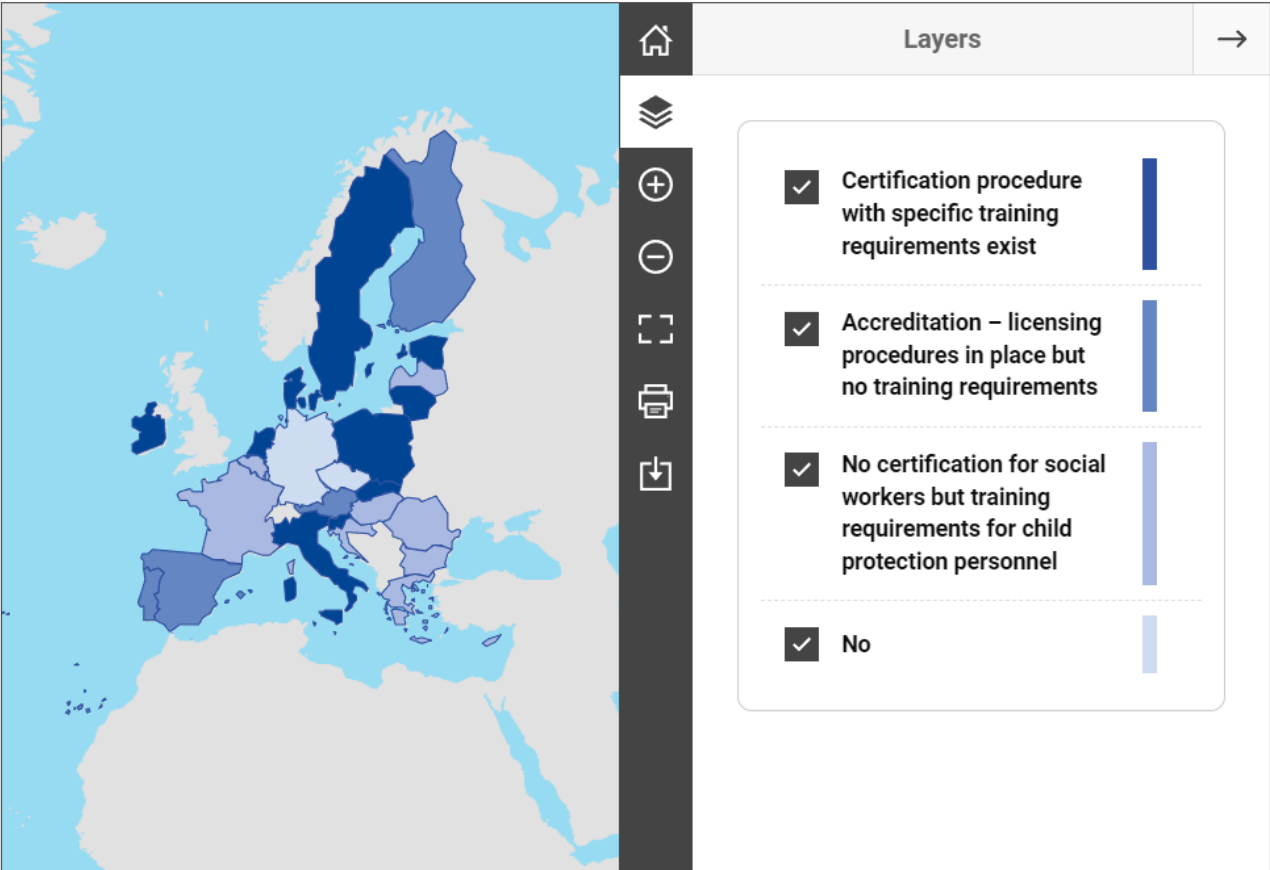 Layers
Certification procedure
with specific training
requirements exist
Accreditation – licensing
procedures in place but
no training requirements
No certification for social
workers but training
requirements for child
protection personnel
No